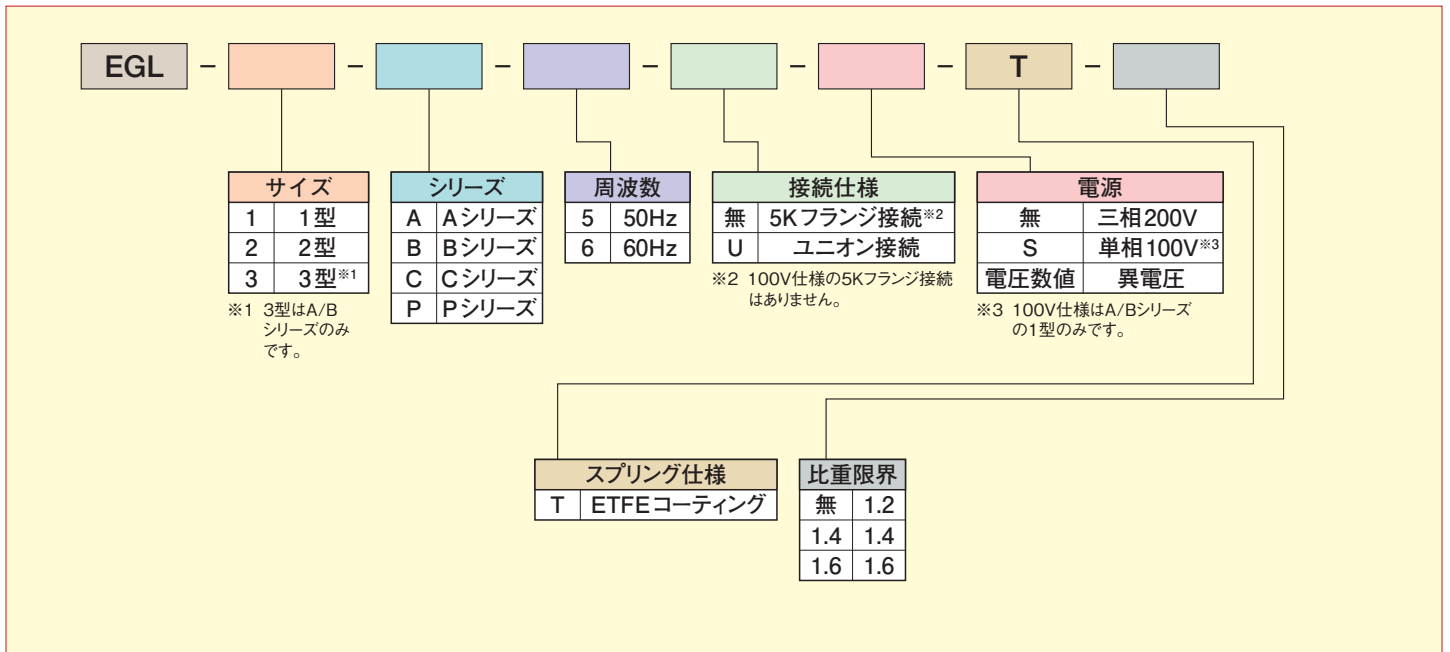 EGL - - - - - - T -
サイズ
1 1型
2 2型
3 3型※1
※1 3型はA/B
シリーズのみ
です。
シリーズ
A Aシリーズ
B Bシリーズ
C Cシリーズ
P Pシリーズ
周波数
5 50Hz
6 60Hz
接続仕様
無 5Kフランジ接続※2
U ユニオン接続
※2 100V仕様の5Kフランジ接続
はありません。
電源
無 三相200V
S 単相100V※3
電圧数値 異電圧
※3 100V仕様はA/Bシリーズ
の1型のみです。
スプリング仕様
T ETFEコーティング
比重限界
無 1.2
1.4 1.4
1.6 1.6